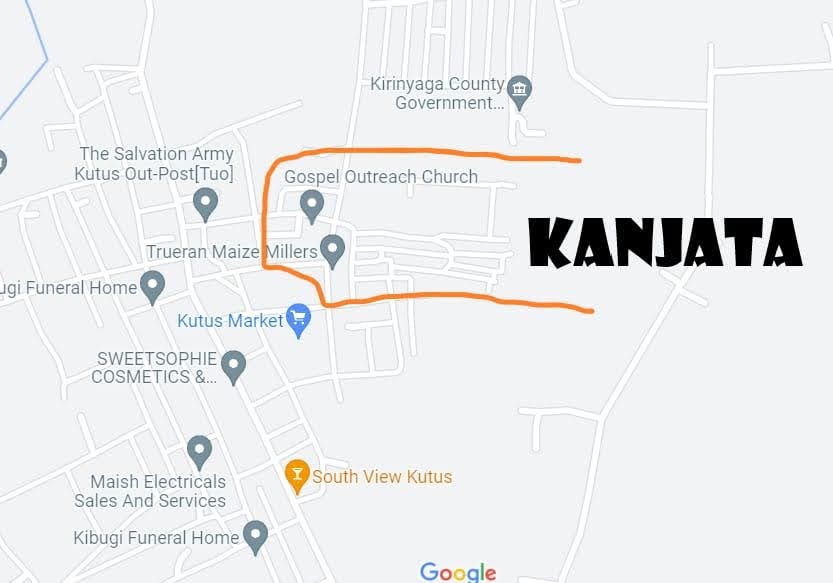 Kirinyaga County
Government...
The Salvation Army
Kutus Out-Post[Tuo]
Gospel Outreach Church
KANJATA
Trueran Maize Millers
ugi Funeral Home
Kutus Market
SWEETSOPHIE
COSMETICS &...
Maish Electricals
Sales And Services
South View Kutus
Kibugi Funeral Home
Google